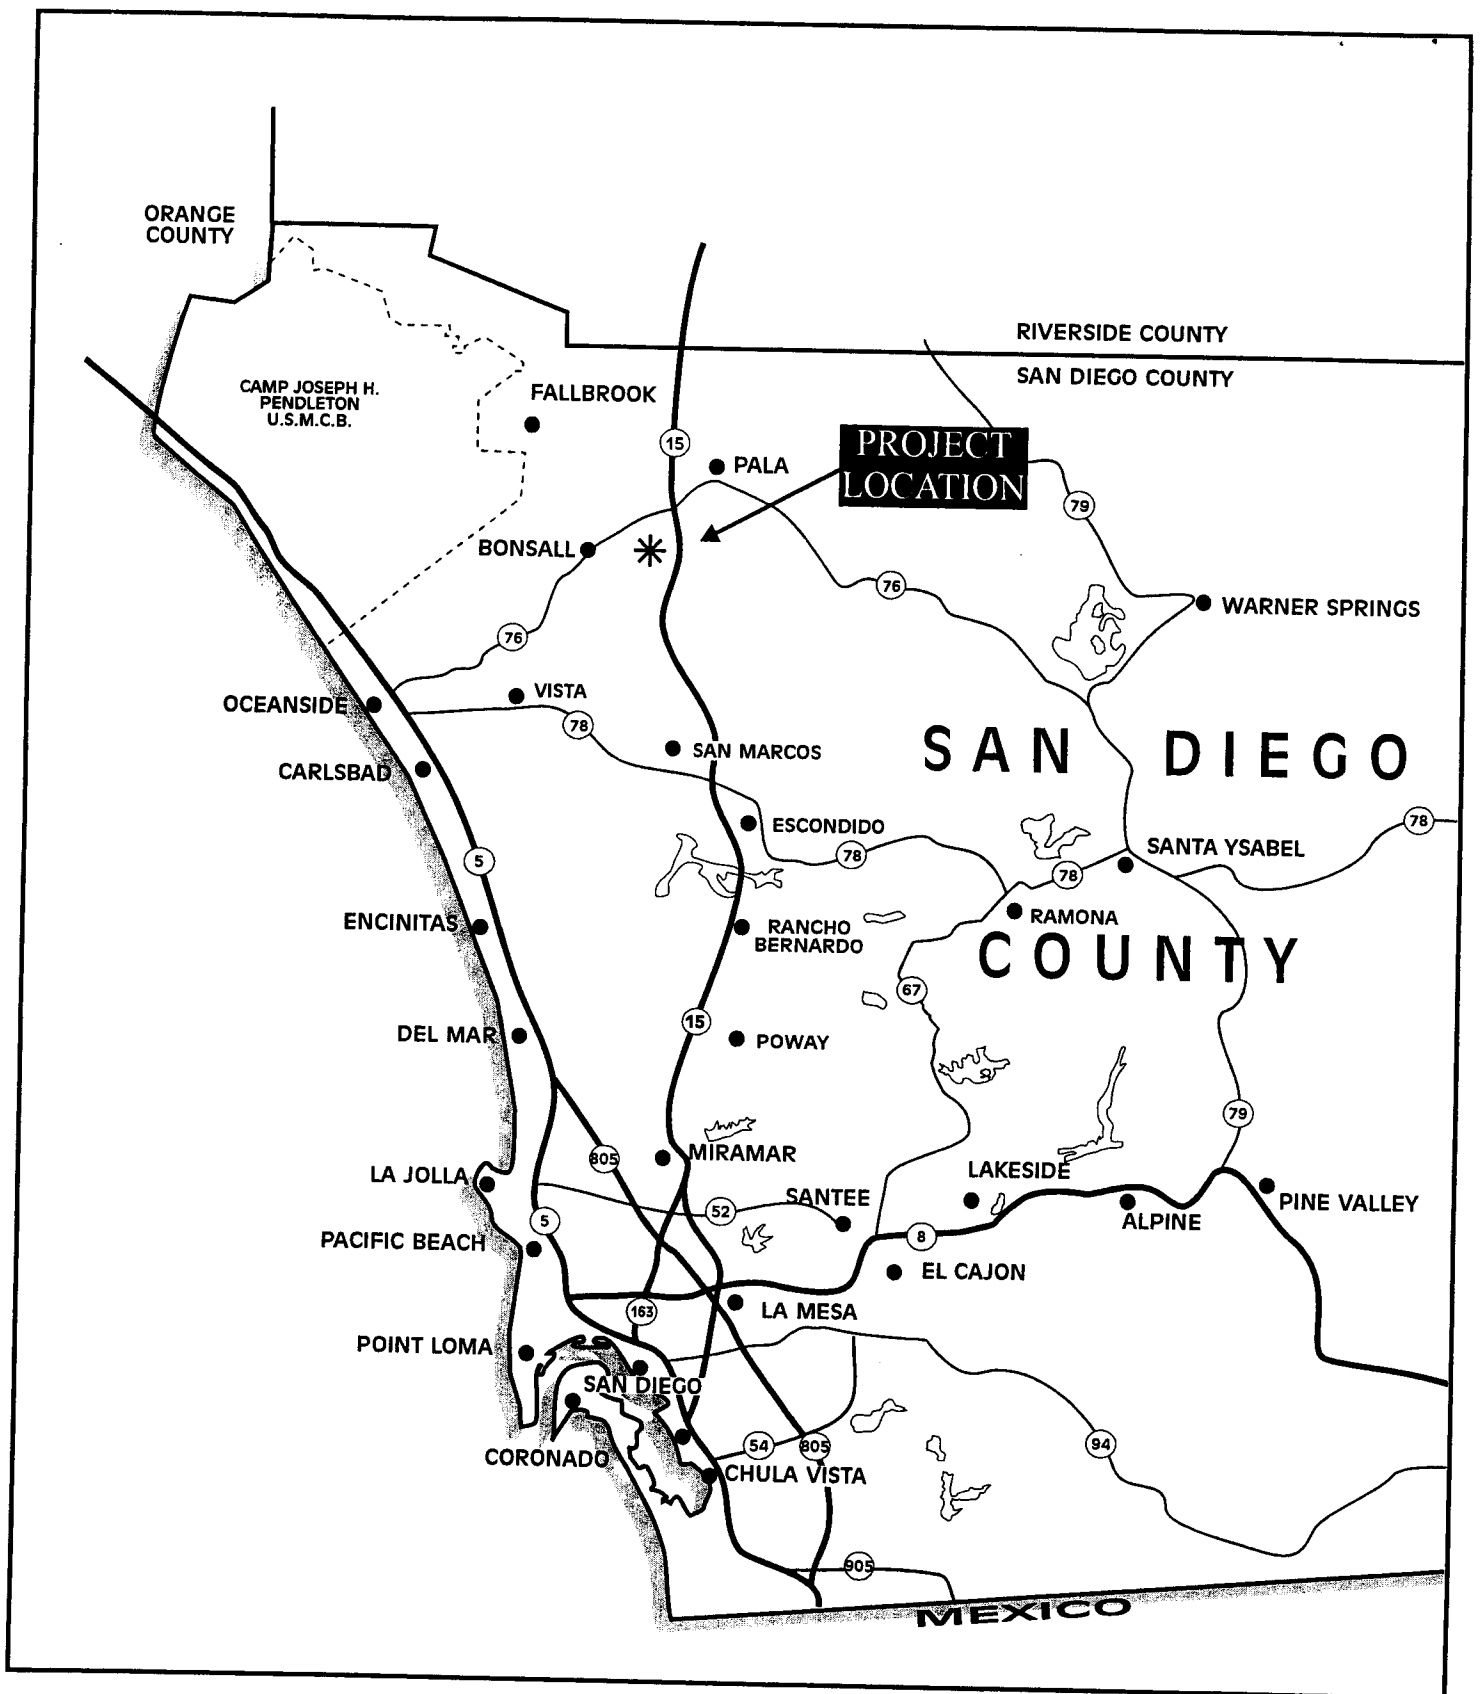 ORANGE
COUNTY
RIVERSIDE COUNTY
SAN DIEGO COUNTY
CAMP JOSEPH H.
PENDLETON
U.S.M.C.B.
FALLBROOK
15
PROJECT
LOCATION
PALA
79
BONSALL
76
WARNER SPRINGS
76
OCEANSIDE
VISTA
78
SAN MARCOS
SAN DIEGO
CARLSBAD
ESCONDIDO
78
78
SANTA YSABEL
5
78
ENCINITAS
RAMONA
RANCHO
BERNARDO
COUNTY
67
DEL MAR
15
POWAY
79
805
MIRAMAR
LA JOLLA
LAKESIDE
SANTEE
PINE VALLEY
52
5
ALPINE
PACIFIC BEACH
8
EL CAJON
163
LA MESA
POINT LOMA
SAN DIEGO
CORONADO
54
805
94
CHULA VISTA
905
MEXICO